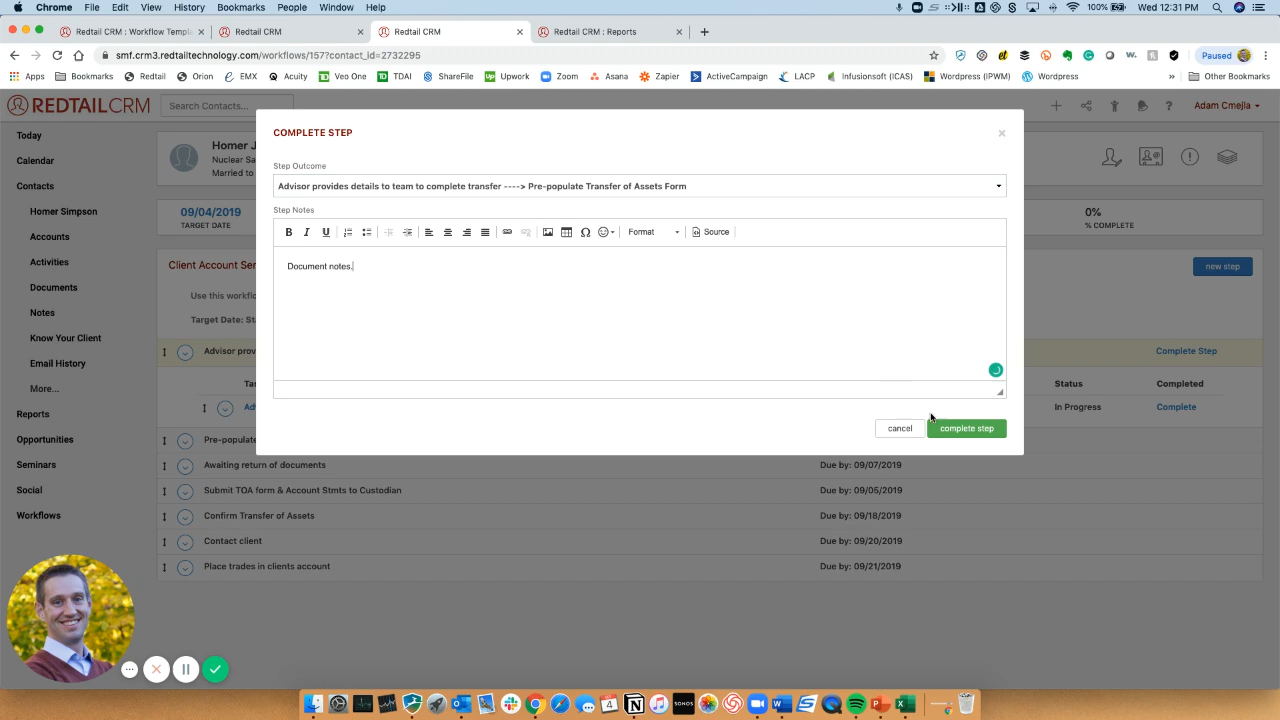 Chrome File Edit View History Bookmarks People Window Help 100% Wed 12:31 PM
Redtail CRM : Workflow Templa × Redtail CRM × Redtail CRM × Redtail CRM : Reports × +
smf.crm3.redtailtechnology.com/workflows/157?contact_id=2732295 Paused
Apps Bookmarks Redtail Orion EMX Acuity Veo One TDAI ShareFile Upwork Zoom Asana Zapier ActiveCampaign LACP Infusionsoft (ICAS) Wordpress (IPWM) Wordpress » Other Bookmarks
REDTAILCRM Search Contacts... Adam Cmejla
Today
Calendar
Contacts
Homer Simpson
Accounts
Activities
Documents
Notes
Know Your Client
Email History
More...
Reports
Opportunities
Seminars
Social
Workflows
Homer J
Nuclear Sa
Married to
09/04/2019
TARGET DATE
0%
% COMPLETE
Client Account Ser
new step
Use this workflo
Target Date: Sta
Advisor prov Complete Step
Ta Status Completed
Adv In Progress Complete
Pre-populate
Awaiting return of documents Due by: 09/07/2019
Submit TOA form & Account Stmts to Custodian Due by: 09/05/2019
Confirm Transfer of Assets Due by: 09/18/2019
Contact client Due by: 09/20/2019
Place trades in clients account Due by: 09/21/2019
COMPLETE STEP ×
Step Outcome
Advisor provides details to team to complete transfer ----> Pre-populate Transfer of Assets Form
Step Notes
B I U Format Source
Document notes.
cancel complete step